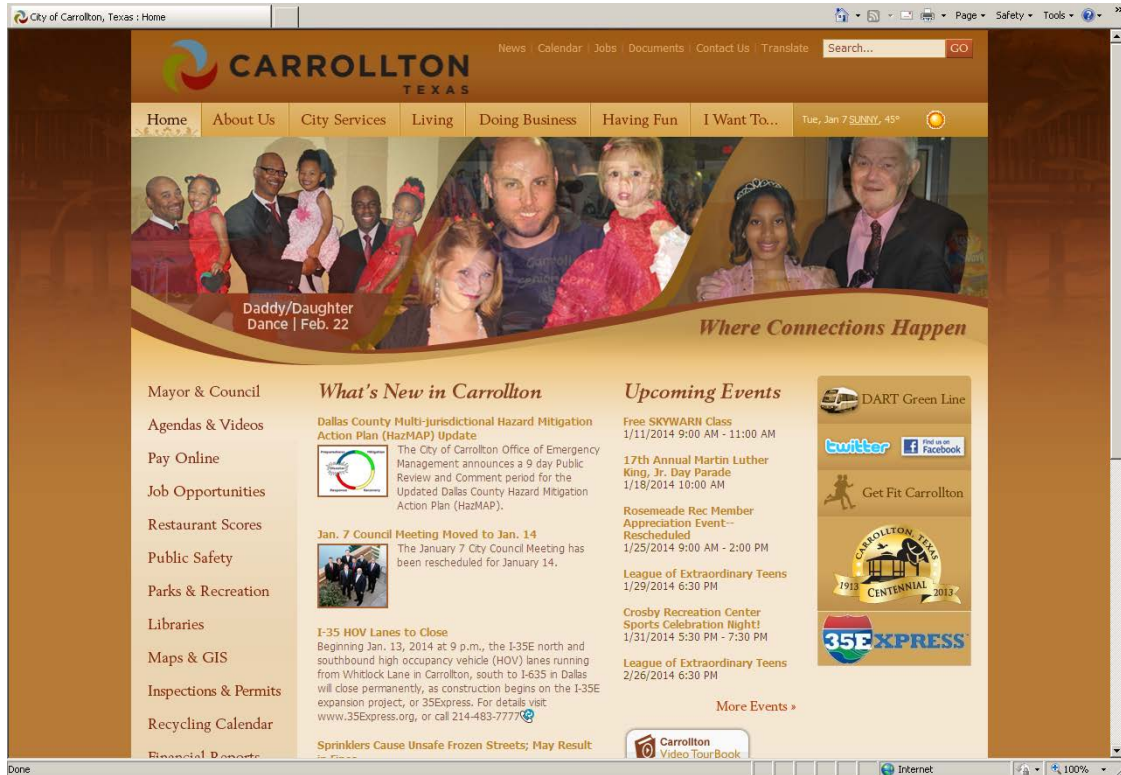 City of Carrollton, Texas : Home
Page
Safety
Tools
CARROLLTON
TEXAS
News | Calendar | Jobs | Documents | Contact Us | Translate
Search...
GO
Home
About Us
City Services
Living
Doing Business
Having Fun
I Want To...
Tue, Jan 7 SUNNY, 45°
Daddy/Daughter
Dance | Feb. 22
Where Connections Happen
Mayor & Council
Agendas & Videos
Pay Online
Job Opportunities
Restaurant Scores
Public Safety
Parks & Recreation
Libraries
Maps & GIS
Inspections & Permits
Recycling Calendar
Financial Reports
What's New in Carrollton
Dallas County Multi-jurisdictional Hazard Mitigation
Action Plan (HazMAP) Update
The City of Carrollton Office of Emergency
Management announces a 9 day Public
Review and Comment period for the
Updated Dallas County Hazard Mitigation
Action Plan (HazMAP).
Jan. 7 Council Meeting Moved to Jan. 14
The January 7 City Council Meeting has
been rescheduled for January 14.
I-35 HOV Lanes to Close
Beginning Jan. 13, 2014 at 9 p.m., the I-35E north and
southbound high occupancy vehicle (HOV) lanes running
from Whitlock Lane in Carrollton, south to I-635 in Dallas
will close permanently, as construction begins on the I-35E
expansion project, or 35Express. For details visit
www.35Express.org, or call 214-483-7777
Sprinklers Cause Unsafe Frozen Streets; May Result
Upcoming Events
Free SKYWARN Class
1/11/2014 9:00 AM - 11:00 AM
17th Annual Martin Luther
King, Jr. Day Parade
1/18/2014 10:00 AM
Rosemeade Rec Member
Appreciation Event--
Rescheduled
1/25/2014 9:00 AM - 2:00 PM
League of Extraordinary Teens
1/29/2014 6:30 PM
Crosby Recreation Center
Sports Celebration Night!
1/31/2014 5:30 PM - 7:30 PM
League of Extraordinary Teens
2/26/2014 6:30 PM
More Events »
Carrollton
Video TourBook
DART Green Line
twitter
Find us on
Facebook
Get Fit Carrollton
CARROLLTON, TEXAS
1913 CENTENNIAL 2013
35EXPRESS
Done
Internet
100%